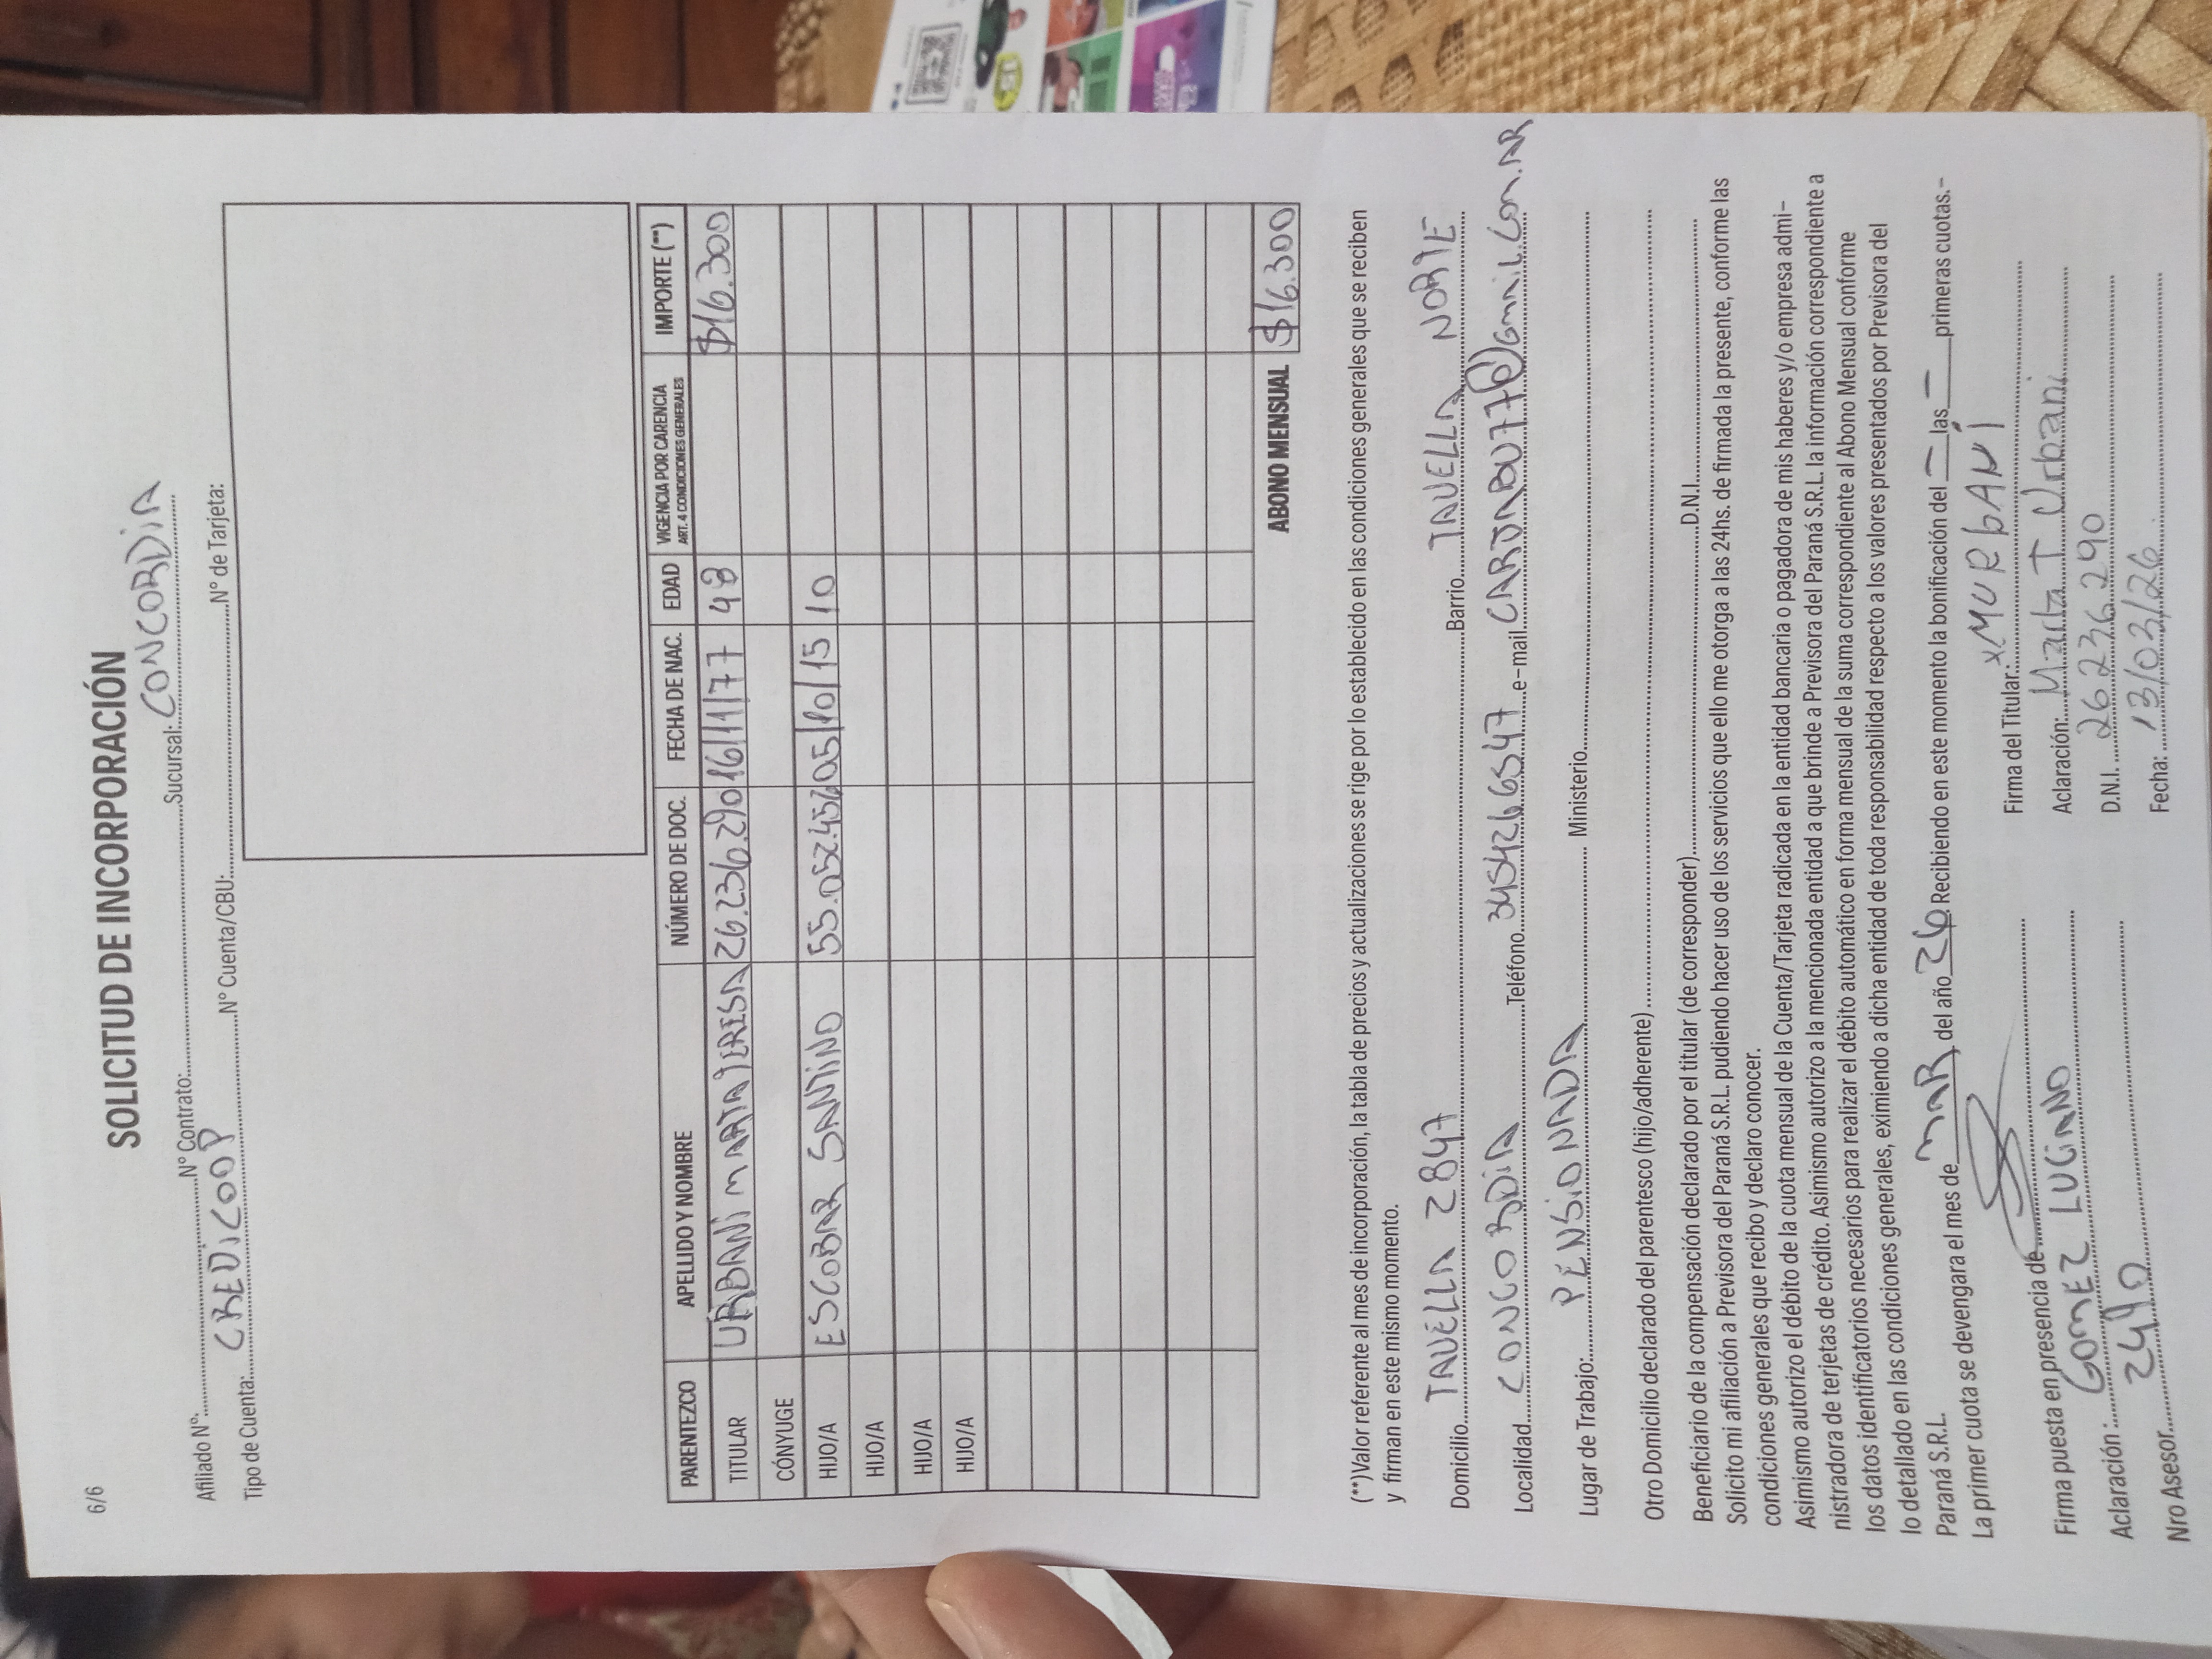 6/6
SOLICITUD DE INCORPORACIÓN
Afiliado Nº:..........Nº Contrato:..........Sucursal: CONCORDIA
Tipo de Cuenta: CREDICOOP Nº Cuenta/CBU:..........Nº de Tarjeta:
PARENTEZCO APELLIDO Y NOMBRE NÚMERO DE DOC. FECHA DE NAC. EDAD VIGENCIA POR CARENCIA ART. 4 CONDICIONES GENERALES IMPORTE (**)
TITULAR URBANI MARTA TERESA 26.236.290 16/11/77 48 $16.300
CÓNYUGE
HIJO/A ESCOBAR SANTINO 55.052.456 05/10/15 10
HIJO/A
HIJO/A
HIJO/A
ABONO MENSUAL $16.300
(**)Valor referente al mes de incorporación, la tabla de precios y actualizaciones se rige por lo establecido en las condiciones generales que se reciben
y firman en este mismo momento.
Domicilio TAVELLA 2847 Barrio TAVELLA NORTE
Localidad CONCORDIA Teléfono 3454266547 e-mail
Lugar de Trabajo: PENSIONADA Ministerio
Otro Domicilio declarado del parentesco (hijo/adherente)
Beneficiario de la compensación declarado por el titular (de corresponder)..........D.N.I.
Solicito mi afiliación a Previsora del Paraná S.R.L. pudiendo hacer uso de los servicios que ello me otorga a las 24hs. de firmada la presente, conforme las
condiciones generales que recibo y declaro conocer.
Asimismo autorizo el débito de la cuota mensual de la Cuenta/Tarjeta radicada en la entidad bancaria o pagadora de mis haberes y/o empresa admi-
nistradora de terjetas de crédito. Asimismo autorizo a la mencionada entidad a que brinde a Previsora del Paraná S.R.L. la información correspondiente a
los datos identificatorios necesarios para realizar el débito automático en forma mensual de la suma correspondiente al Abono Mensual conforme
lo detallado en las condiciones generales, eximiendo a dicha entidad de toda responsabilidad respecto a los valores presentados por Previsora del
Paraná S.R.L.
La primer cuota se devengara el mes de MAR, del año 26. Recibiendo en este momento la bonificación del — las — primeras cuotas.-
Firma puesta en presencia de
Aclaración: GOMEZ LUCIANO
Nro Asesor 2490
Firma del Titular: x MURBANI
Aclaración: Marta T Urbani
D.N.I. 26236290
Fecha: 13/03/26